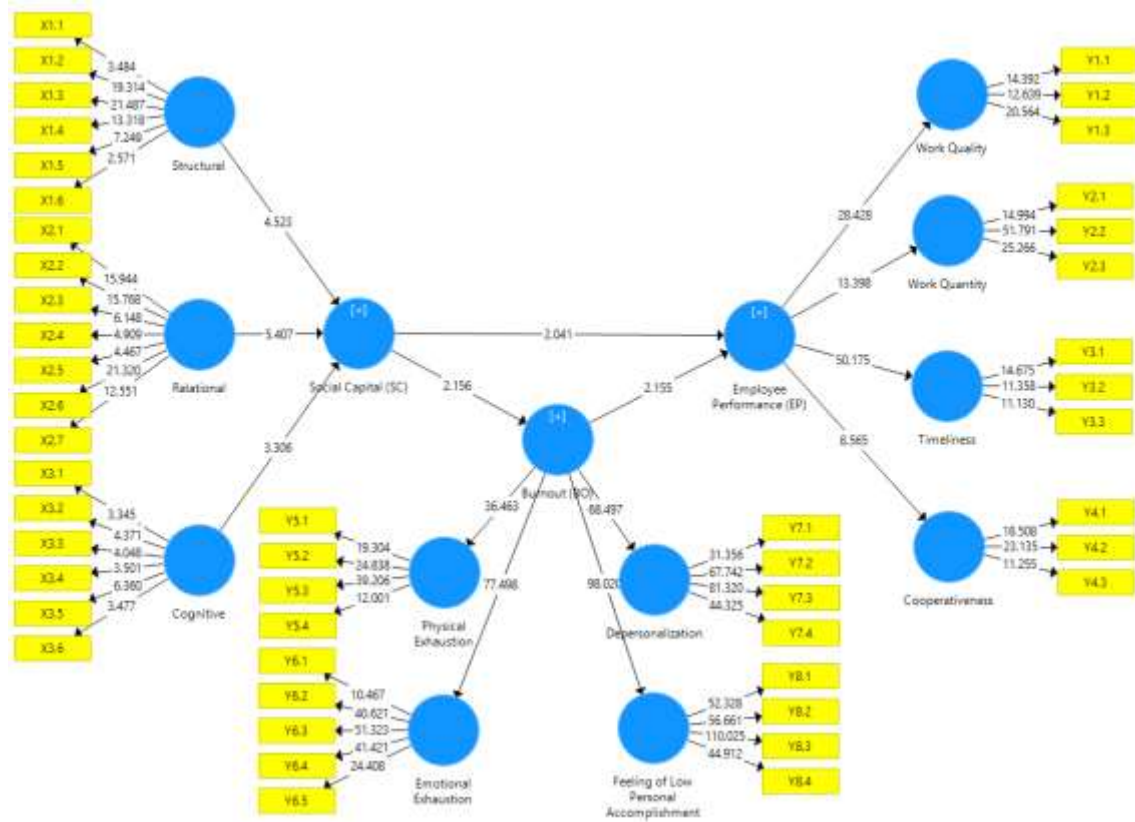 X1.1
X1.2
X1.3
X1.4
X1.5
X1.6
3.484
19.314
21.487
13.318
7.249
2.571
Structural
4.523
X2.1
X2.2
X2.3
X2.4
X2.5
X2.6
X2.7
15.944
15.768
6.148
4.909
4.467
21.320
12.551
Relational
5.407
X3.1
X3.2
X3.3
X3.4
X3.5
X3.6
3.345
4.371
4.048
3.501
6.360
3.477
Cognitive
3.306
[+]
Social Capital (SC)
2.041
2.156
[+]
Burnout (BO)
2.155
[+]
Employee
Performance (EP)
28.428
13.398
50.175
8.565
Work Quality
14.392
12.639
20.564
Y1.1
Y1.2
Y1.3
Work Quantity
14.994
51.791
25.266
Y2.1
Y2.2
Y2.3
Timeliness
14.675
11.358
11.130
Y3.1
Y3.2
Y3.3
Cooperativeness
18.508
23.135
11.255
Y4.1
Y4.2
Y4.3
36.463
77.498
68.497
98.020
Y5.1
Y5.2
Y5.3
Y5.4
19.304
24.838
39.206
12.001
Physical
Exhaustion
Y6.1
Y6.2
Y6.3
Y6.4
Y6.5
10.467
40.621
51.323
41.421
24.408
Emotional
Exhaustion
Depersonalization
31.356
67.742
81.320
44.325
Y7.1
Y7.2
Y7.3
Y7.4
Feeling of Low
Personal
Accomplishment
52.328
56.661
110.025
44.912
Y8.1
Y8.2
Y8.3
Y8.4